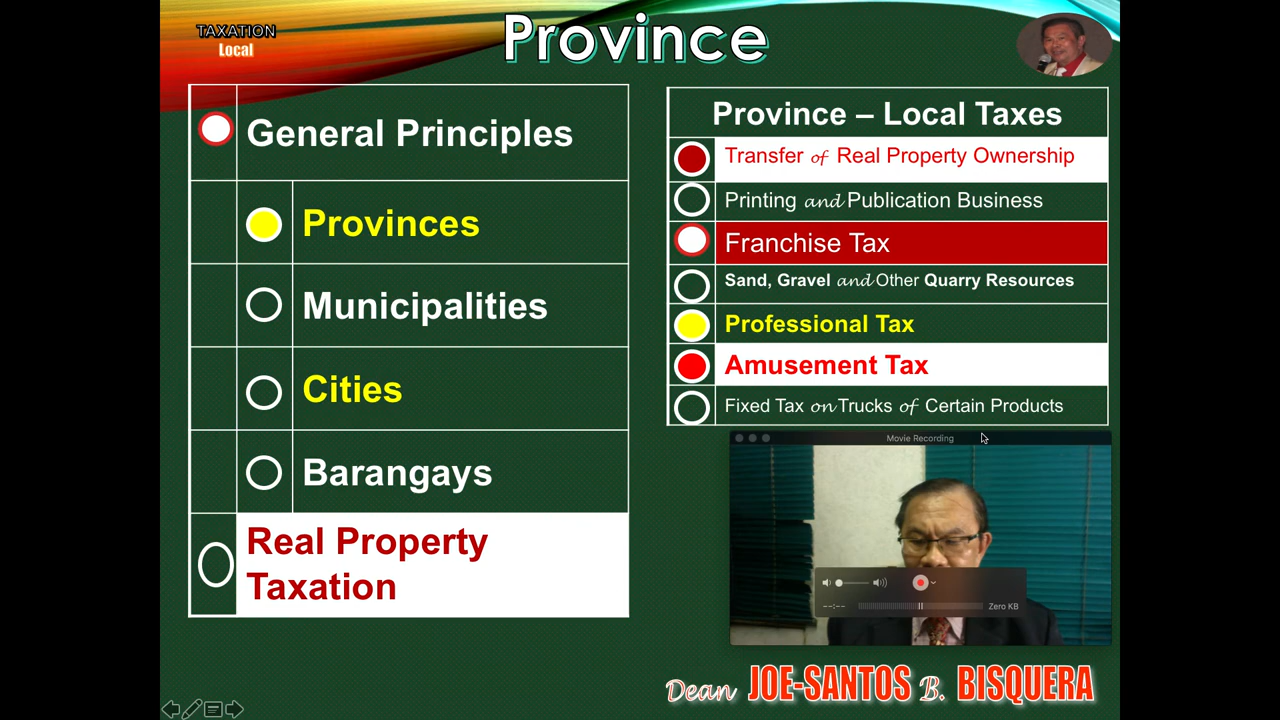 TAXATION
Local
Province
General Principles
Provinces
Municipalities
Cities
Barangays
Real Property
Taxation
Province – Local Taxes
Transfer of Real Property Ownership
Printing and Publication Business
Franchise Tax
Sand, Gravel and Other Quarry Resources
Professional Tax
Amusement Tax
Fixed Tax on Trucks of Certain Products
Movie Recording
--:--
Zero KB
Dean JOE-SANTOS B. BISQUERA